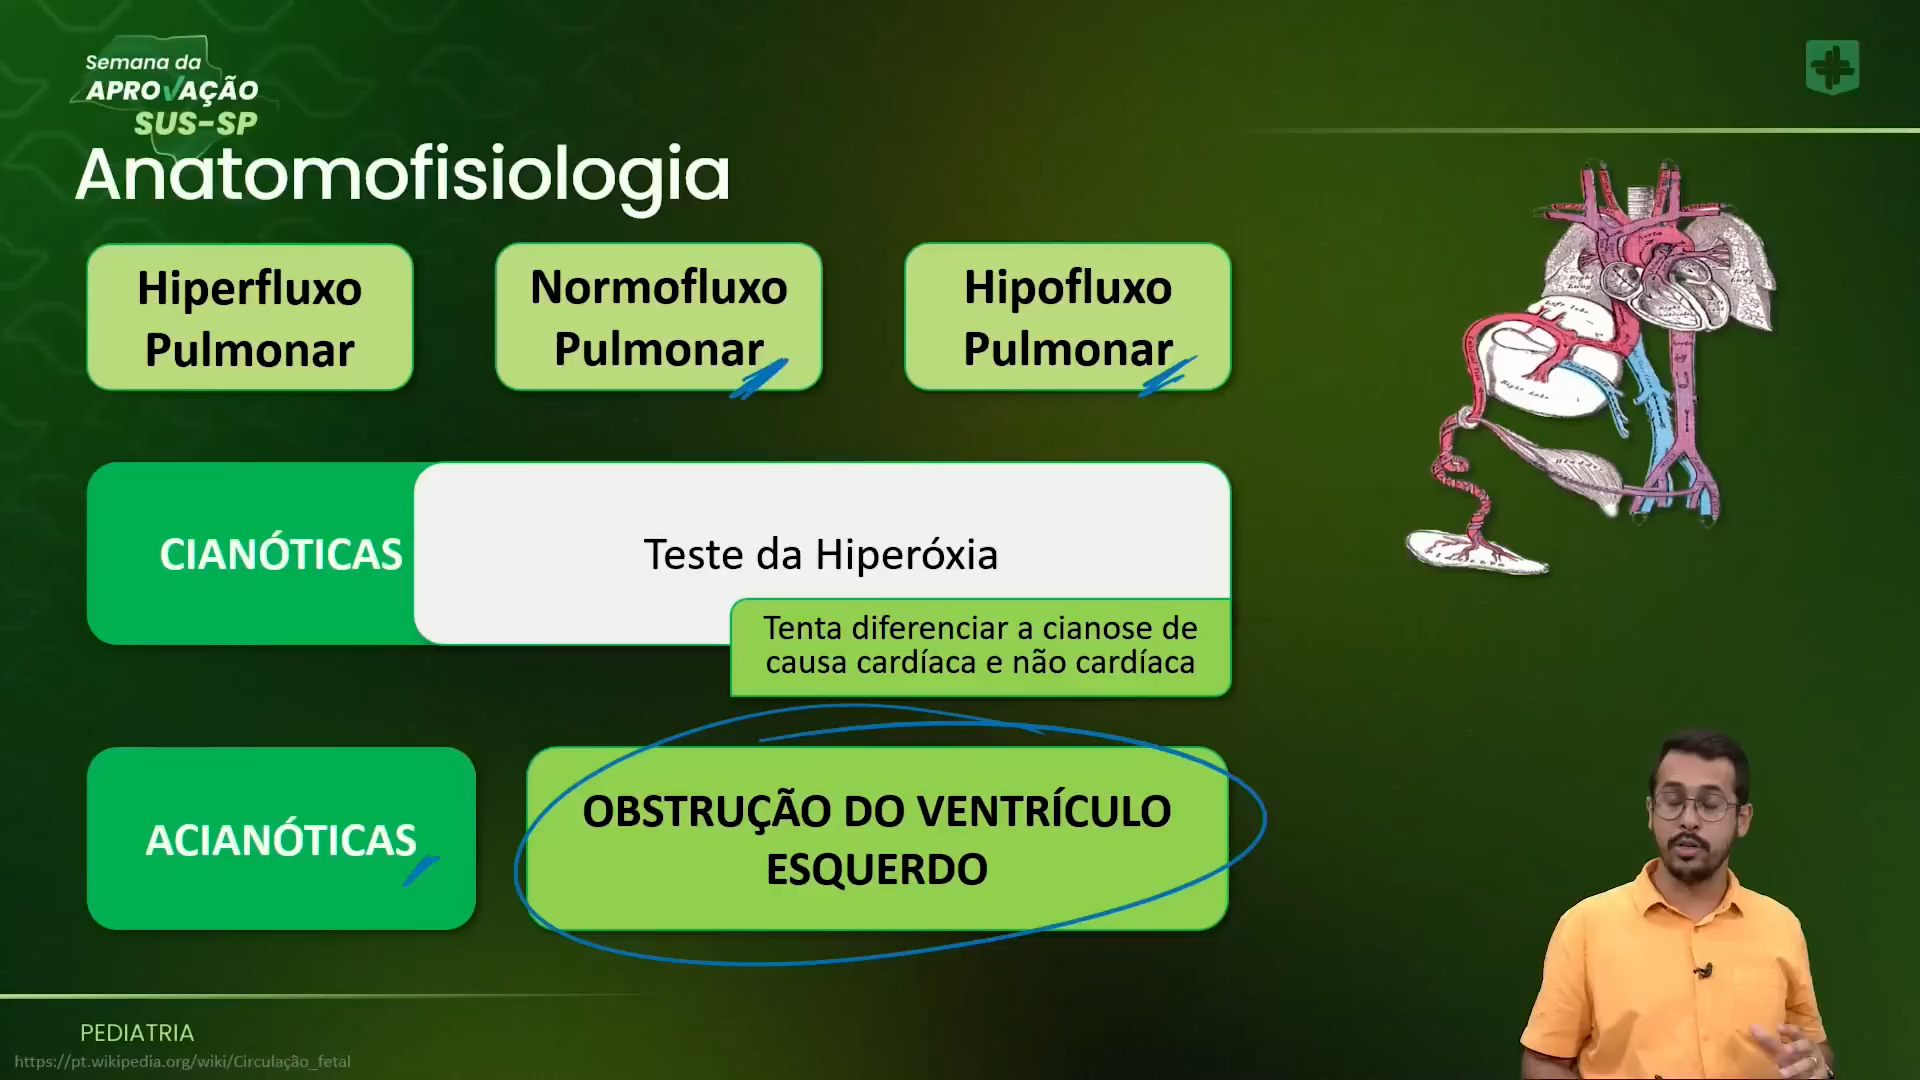 Semana da
APROVAÇÃO
SUS-SP
Anatomofisiologia
Hiperfluxo
Pulmonar
Normofluxo
Pulmonar
Hipofluxo
Pulmonar
CIANÓTICAS
Teste da Hiperóxia
Tenta diferenciar a cianose de
causa cardíaca e não cardíaca
ACIANÓTICAS
OBSTRUÇÃO DO VENTRÍCULO
ESQUERDO
PEDIATRIA
https://pt.wikipedia.org/wiki/Circulação_fetal